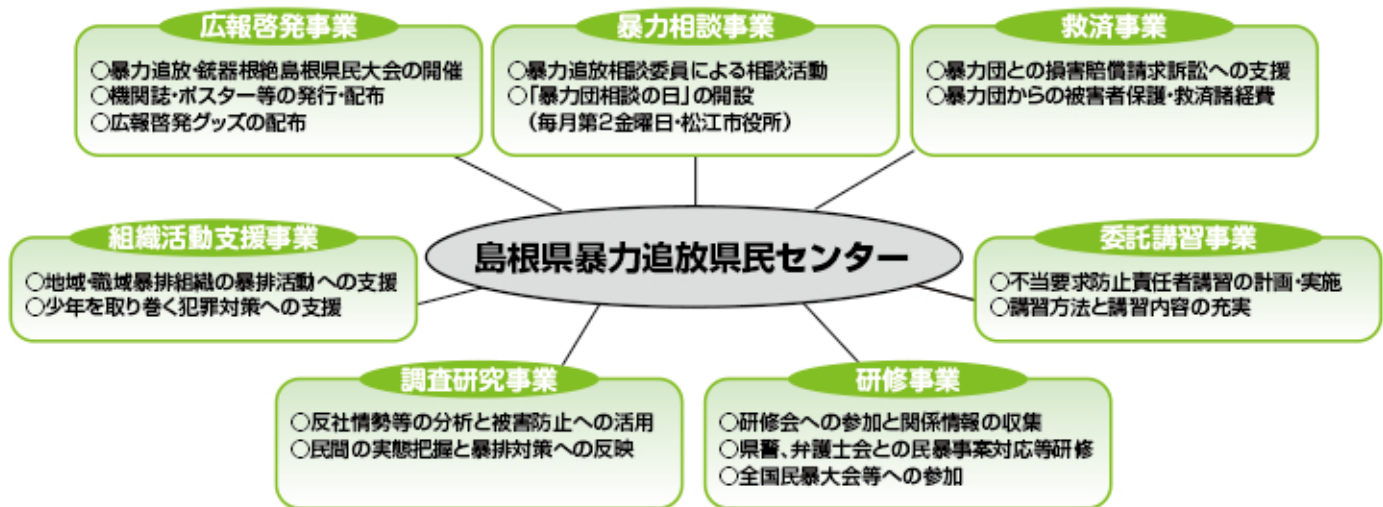 広報啓発事業
○暴力追放・銃器根絶島根県民大会の開催
○機関誌・ポスター等の発行・配布
○広報啓発グッズの配布
暴力相談事業
○暴力追放相談委員による相談活動
○「暴力団相談の日」の開設
（毎月第2金曜日・松江市役所）
救済事業
○暴力団との損害賠償請求訴訟への支援
○暴力団からの被害者保護・救済諸経費
組織活動支援事業
○地域・職域暴排組織の暴排活動への支援
○少年を取り巻く犯罪対策への支援
島根県暴力追放県民センター
委託講習事業
○不当要求防止責任者講習の計画・実施
○講習方法と講習内容の充実
調査研究事業
○反社情勢等の分析と被害防止への活用
○民間の実態把握と暴排対策への反映
研修事業
○研修会への参加と関係情報の収集
○県警、弁護士会との民暴事案対応等研修
○全国民暴大会等への参加